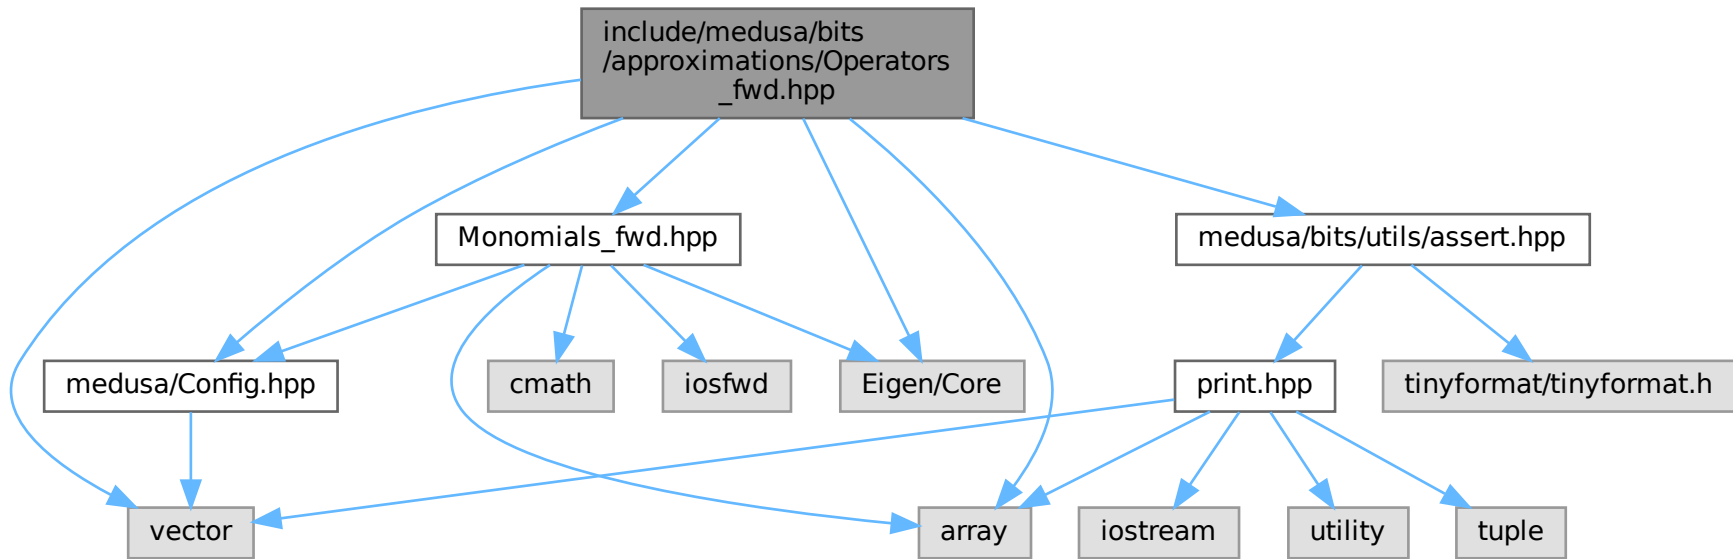 include/medusa/bits
/approximations/Operators
_fwd.hpp
Monomials_fwd.hpp
medusa/bits/utils/assert.hpp
medusa/Config.hpp
cmath
iosfwd
Eigen/Core
print.hpp
tinyformat/tinyformat.h
vector
array
iostream
utility
tuple